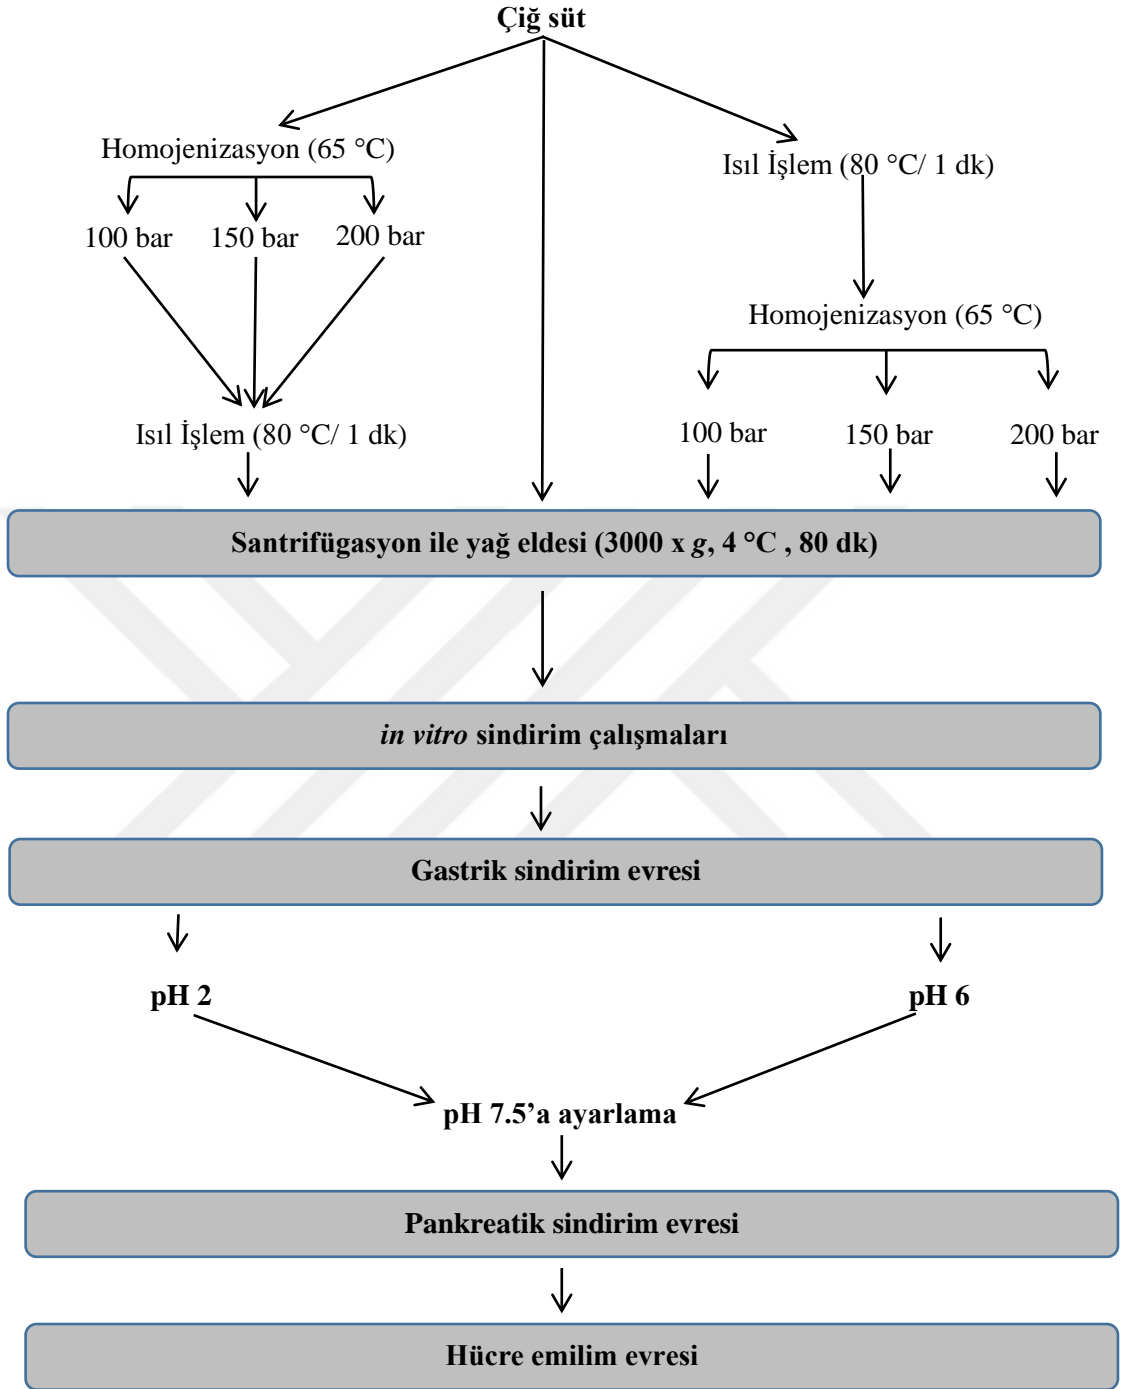 Çiğ süt
Homojenizasyon (65 °C)
100 bar 150 bar 200 bar
Isıl İşlem (80 °C/ 1 dk)
Isıl İşlem (80 °C/ 1 dk)
Homojenizasyon (65 °C)
100 bar 150 bar 200 bar
Santrifügasyon ile yağ eldesi (3000 x g, 4 °C , 80 dk)
in vitro sindirim çalışmaları
Gastrik sindirim evresi
pH 2 pH 6
pH 7.5’a ayarlama
Pankreatik sindirim evresi
Hücre emilim evresi